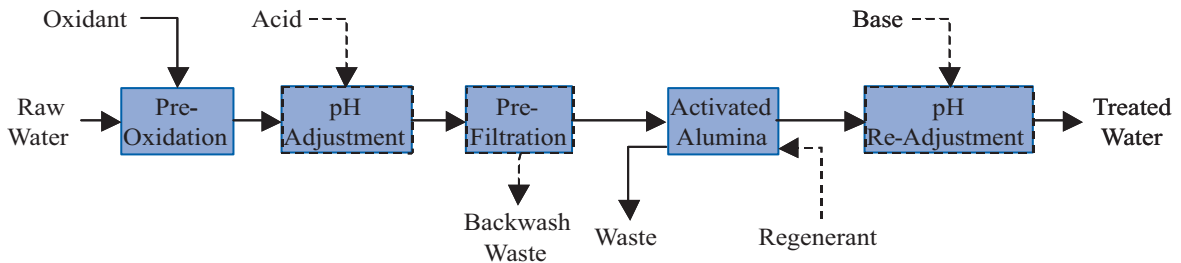 Oxidant
Acid
Base
Raw
Water
Pre-
Oxidation
pH
Adjustment
Pre-
Filtration
Activated
Alumina
pH
Re-Adjustment
Treated
Water
Backwash
Waste
Waste
Regenerant